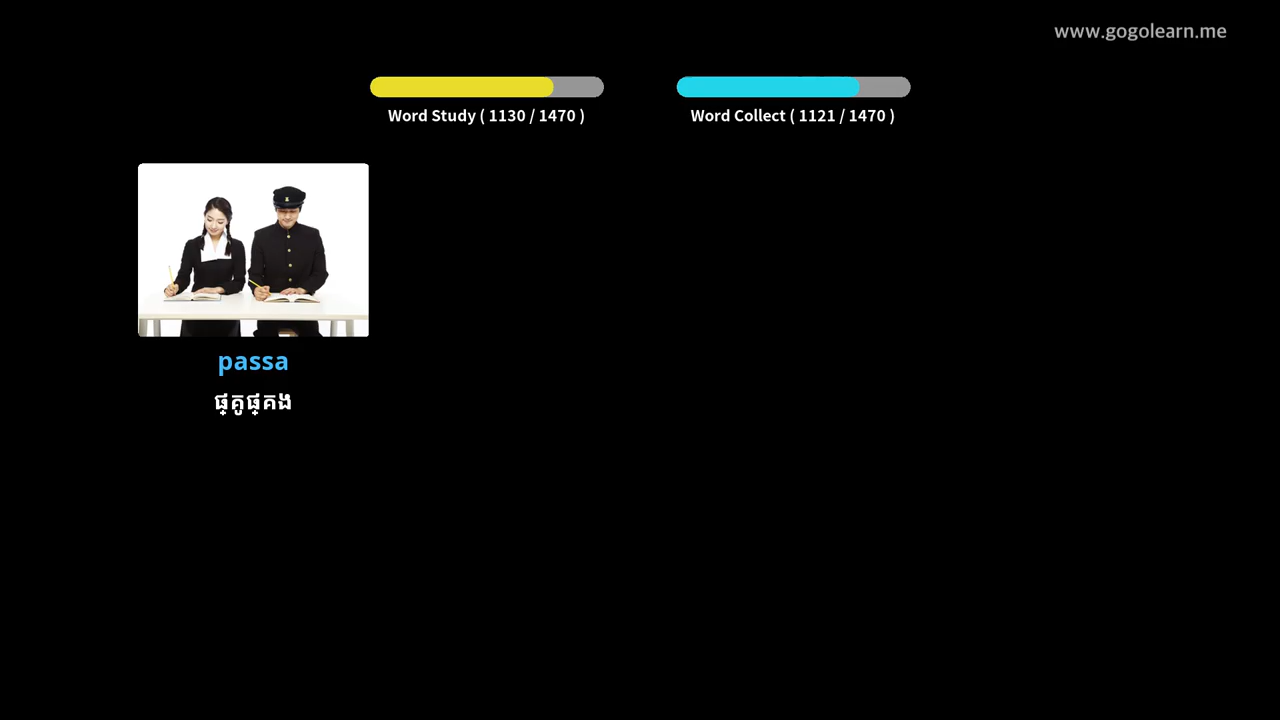 www.gogolearn.me
Word Study ( 1130 / 1470 )
Word Collect ( 1121 / 1470 )
passa
ផ្គូផ្គង